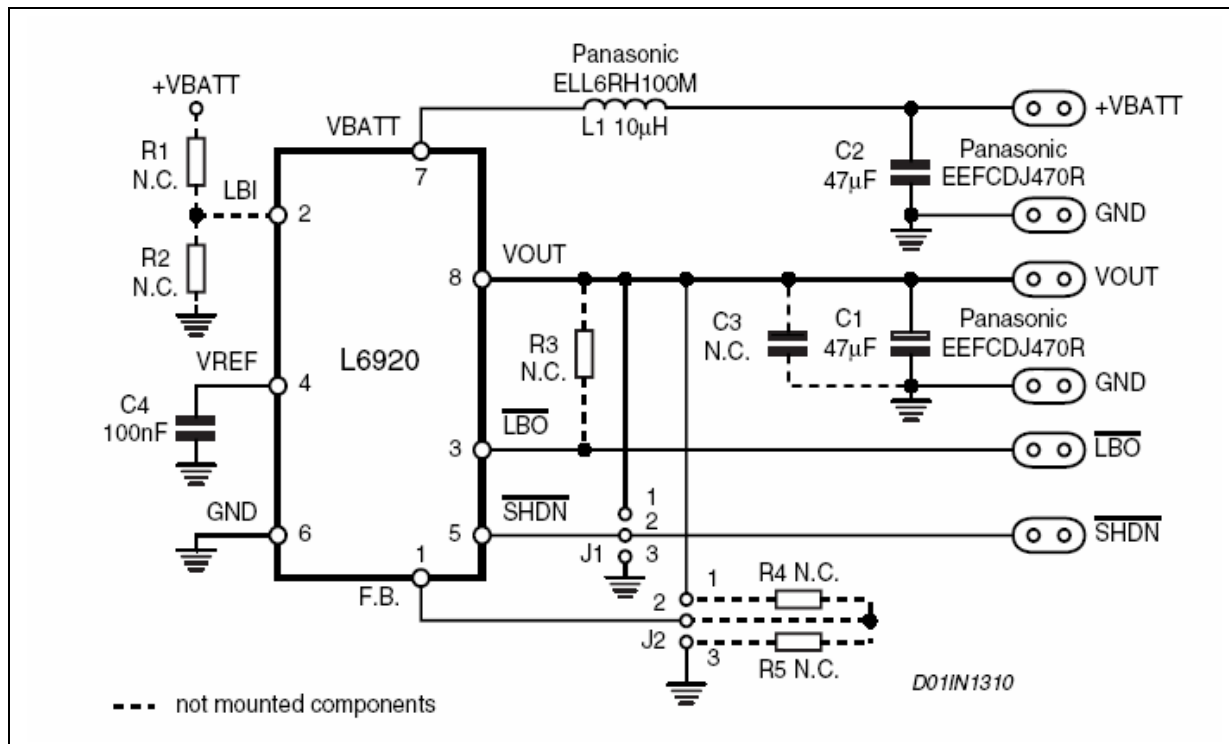 Panasonic
ELL6RH100M
L1 10µH
+VBATT
R1
N.C.
LBI
R2
N.C.
VBATT
7
2
L6920
VREF
4
C4
100nF
GND
6
1
F.B.
8
VOUT
3
LBO
5
SHDN
R3
N.C.
C3
N.C.
C1
47µF
Panasonic
EEFCDJ470R
C2
47µF
Panasonic
EEFCDJ470R
+VBATT
GND
VOUT
GND
LBO
SHDN
1
2
J1
3
1
2
J2
3
R4 N.C.
R5 N.C.
D01IN1310
not mounted components